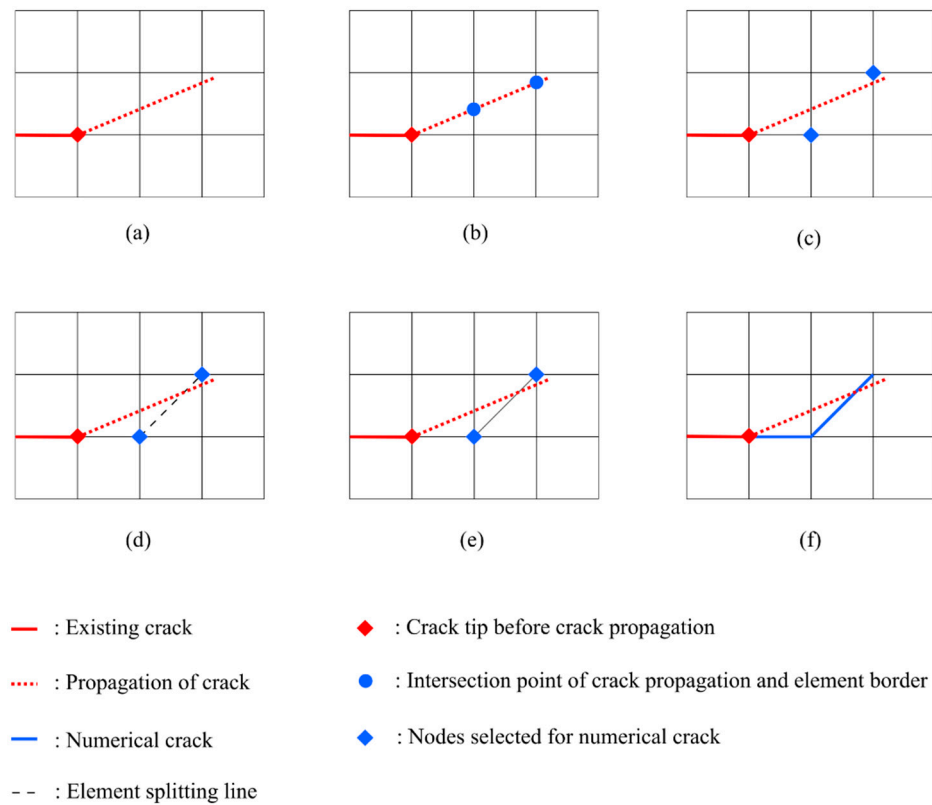 (a)
(b)
(c)
(d)
(e)
(f)
: Existing crack
: Crack tip before crack propagation
: Propagation of crack
: Intersection point of crack propagation and element border
: Numerical crack
: Nodes selected for numerical crack
: Element splitting line